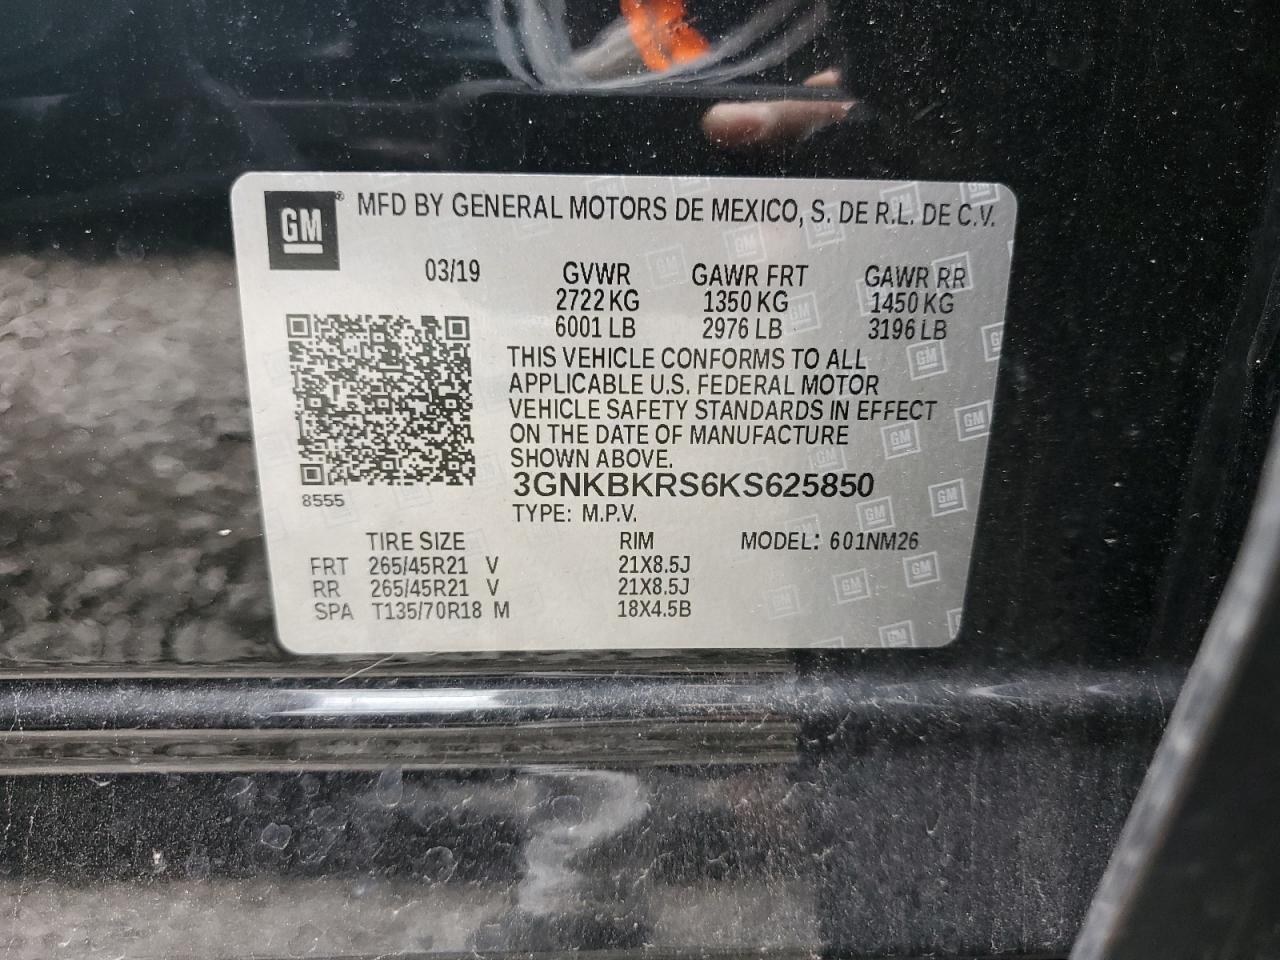 GM® MFD BY GENERAL MOTORS DE MEXICO, S. DE R.L. DE C.V.
03/19 GVWR GAWR FRT GAWR RR
2722 KG 1350 KG 1450 KG
6001 LB 2976 LB 3196 LB
THIS VEHICLE CONFORMS TO ALL
APPLICABLE U.S. FEDERAL MOTOR
VEHICLE SAFETY STANDARDS IN EFFECT
ON THE DATE OF MANUFACTURE
SHOWN ABOVE.
8555
3GNKBKRS6KS625850
TYPE: M.P.V.
TIRE SIZE RIM MODEL: 601NM26
FRT 265/45R21 V 21X8.5J
RR 265/45R21 V 21X8.5J
SPA T135/70R18 M 18X4.5B